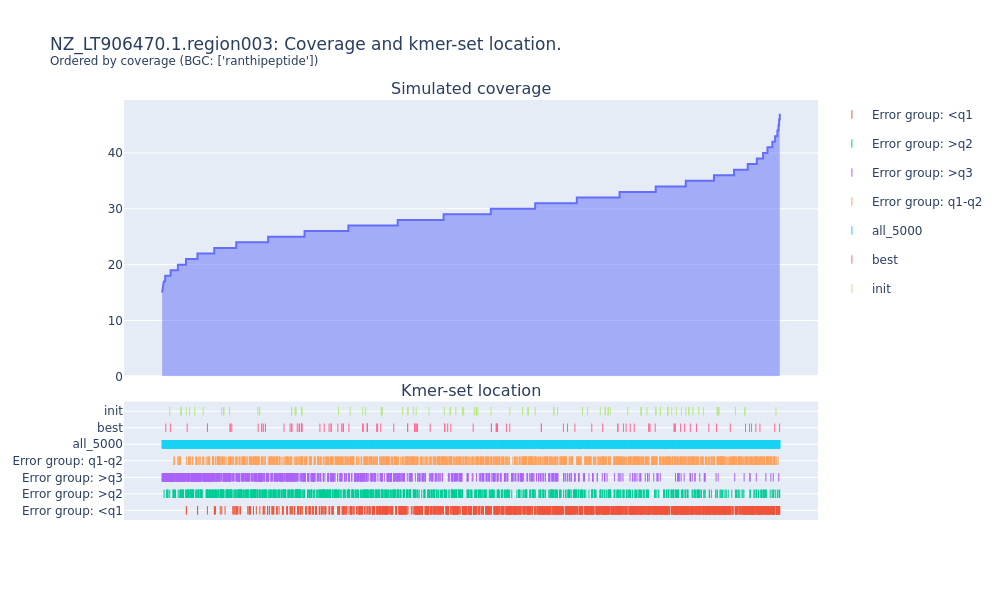 NZ_LT906470.1.region003: Coverage and kmer-set location.
Ordered by coverage (BGC: ['ranthipeptide'])
Simulated coverage
40
30
20
10
0
Error group: <q1
Error group: >q2
Error group: >q3
Error group: q1-q2
all_5000
best
init
Kmer-set location
init
best
all_5000
Error group: q1-q2
Error group: >q3
Error group: >q2
Error group: <q1